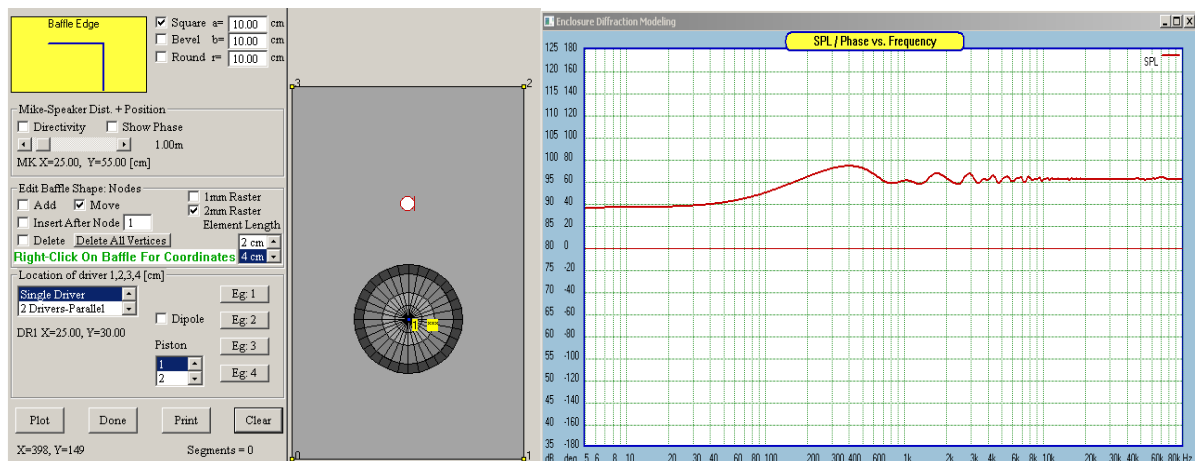 Baffle Edge
Square a= 10.00 cm
Bevel b= 10.00 cm
Round r= 10.00 cm
Mike-Speaker Dist. + Position
Directivity Show Phase
1.00m
MK X=25.00, Y=55.00 [cm]
Edit Baffle Shape: Nodes
Add Move
1mm Raster
2mm Raster
Insert After Node 1
Element Length
Delete Delete All Vertices
2 cm
4 cm
Right-Click On Baffle For Coordinates
Location of driver 1,2,3,4 [cm]
Single Driver
2 Drivers-Parallel
DR1 X=25.00, Y=30.00
Dipole
Piston
1
2
Eg: 1
Eg: 2
Eg: 3
Eg: 4
Plot Done Print Clear
X=398, Y=149 Segments = 0
3 2
1
0 1
Enclosure Diffraction Modeling
SPL / Phase vs. Frequency
SPL
125 180
120 160
115 140
110 120
105 100
100 80
95 60
90 40
85 20
80 0
75 -20
70 -40
65 -60
60 -80
55 -100
50 -120
45 -140
40 -160
35 -180
dB deg 5 6 8 10 20 30 40 60 80 100 200 300 400 600 1k 2k 3k 4k 6k 8k 10k 20k 30k 40k 60k 80k Hz